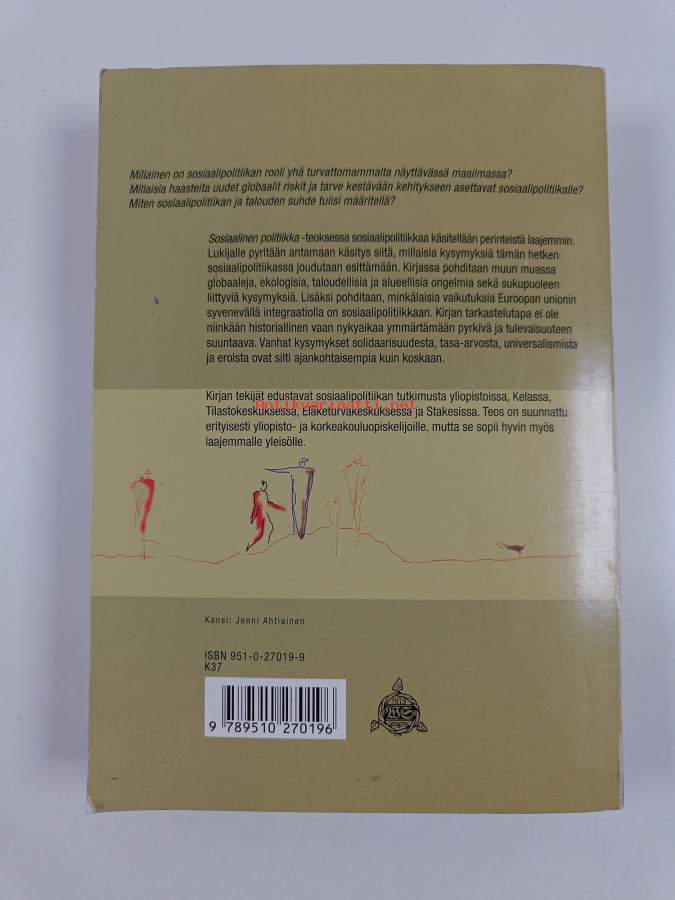 Millainen on sosiaalipolitiikan rooli yhä turvattomammalta näyttävässä maailmassa?
Millaisia haasteita uudet globaalit riskit ja tarve kestävään kehitykseen asettavat sosiaalipolitiikalle?
Miten sosiaalipolitiikan ja talouden suhde tulisi määritellä?
Sosiaalinen politiikka -teoksessa sosiaalipolitiikkaa käsitellään perinteistä laajemmin.
Lukijalle pyritään antamaan käsitys siitä, millaisia kysymyksiä tämän hetken
sosiaalipolitiikassa joudutaan esittämään. Kirjassa pohditaan muun muassa
globaaleja, ekologisia, taloudellisia ja alueellisia ongelmia sekä sukupuoleen
liittyviä kysymyksiä. Lisäksi pohditaan, minkälaisia vaikutuksia Euroopan unionin
syvenevällä integraatiolla on sosiaalipolitiikkaan. Kirjan tarkastelutapa ei ole
niinkään historiallinen vaan nykyaikaa ymmärtämään pyrkivä ja tulevaisuuteen
suuntaava. Vanhat kysymykset solidaarisuudesta, tasa-arvosta, universalismista
ja eroista ovat silti ajankohtaisempia kuin koskaan.
Kirjan tekijät edustavat sosiaalipolitiikan tutkimusta yliopistoissa, Kelassa,
Antikvariaatti.net
Tilastokeskuksessa, Eläketurvakeskuksessa ja Stakesissa. Teos on suunnattu
erityisesti yliopisto- ja korkeakouluopiskelijoille, mutta se sopii hyvin myös
laajemmalle yleisölle.
Kansi: Jenni Ahtiainen
ISBN 951-0-27019-9
K37
9 789510 270196